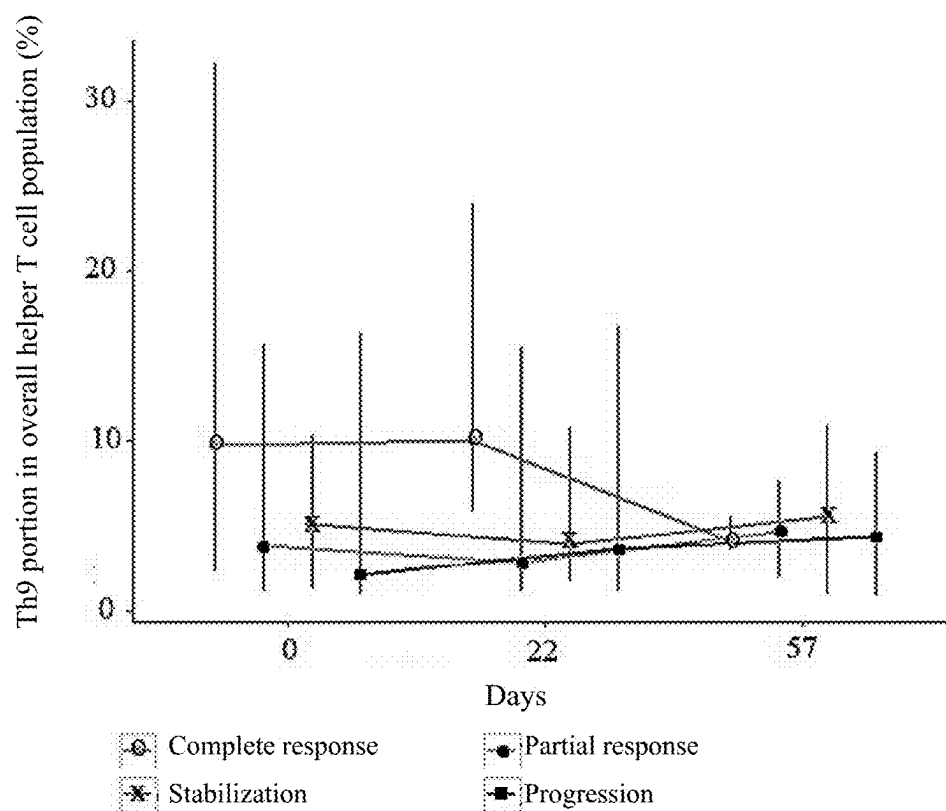 Th9 portion in overall helper T cell population (%)
30
20
10
0
0 22 57
Days
Complete response Partial response
Stabilization Progression